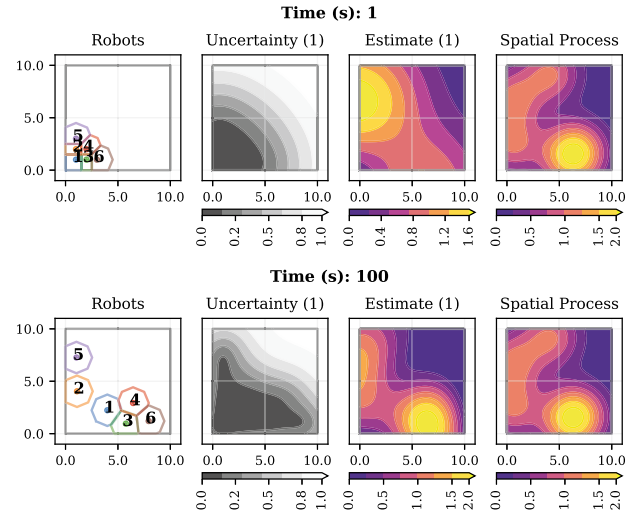 Time (s): 1
Robots Uncertainty (1) Estimate (1) Spatial Process
10.0
5.0
0.0
5
2 4
1 3 6
0.0 5.0 10.0 0.0 5.0 10.0 0.0 5.0 10.0 0.0 5.0 10.0
0.0 0.2 0.5 0.8 1.0 0.0 0.4 0.8 1.2 1.6 0.0 0.5 1.0 1.5 2.0
Time (s): 100
Robots Uncertainty (1) Estimate (1) Spatial Process
10.0
5.0
0.0
5
2
1 4
3 6
0.0 5.0 10.0 0.0 5.0 10.0 0.0 5.0 10.0 0.0 5.0 10.0
0.0 0.2 0.5 0.8 1.0 0.0 0.5 1.0 1.5 2.0 0.0 0.5 1.0 1.5 2.0